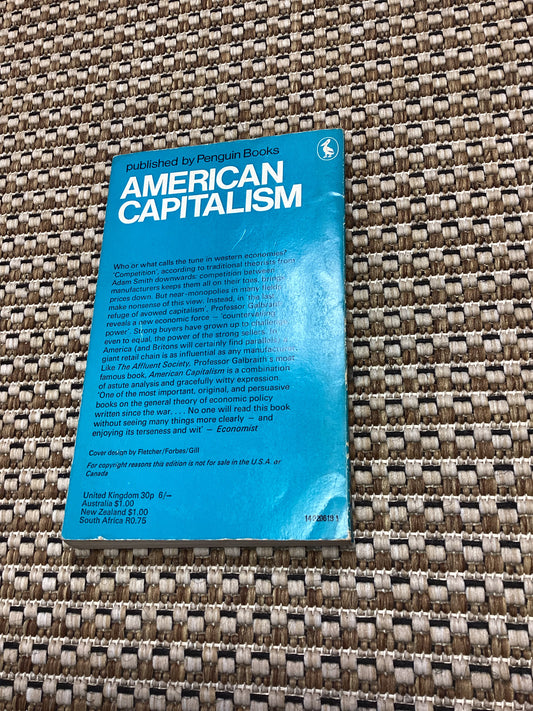 published by Penguin Books
AMERICAN
CAPITALISM
Who or what calls the tune in western economies?
'Competition', according to traditional theorists from
Adam Smith downwards: competition between
manufacturers keeps them all on their toes, brings
prices down. But near-monopolies in many fields
make nonsense of this view. Instead, in 'the last
refuge of avowed capitalism', Professor Galbraith
reveals a new economic force – 'countervailing
power'. Strong buyers have grown up to challenge,
even to equal, the power of the strong sellers. In
America (and Britons will certainly find parallels)
giant retail chain is as influential as any manufacturer.
Like The Affluent Society, Professor Galbraith's most
famous book, American Capitalism is a combination
of astute analysis and gracefully witty expression.
'One of the most important, original, and persuasive
books on the general theory of economic policy
written since the war. . . . No one will read this book
without seeing many things more clearly – and
enjoying its terseness and wit' – Economist
Cover design by Fletcher/Forbes/Gill
For copyright reasons this edition is not for sale in the U.S.A. or
Canada
United Kingdom 30p 6/–
Australia $1.00
New Zealand $1.00
South Africa R0.75